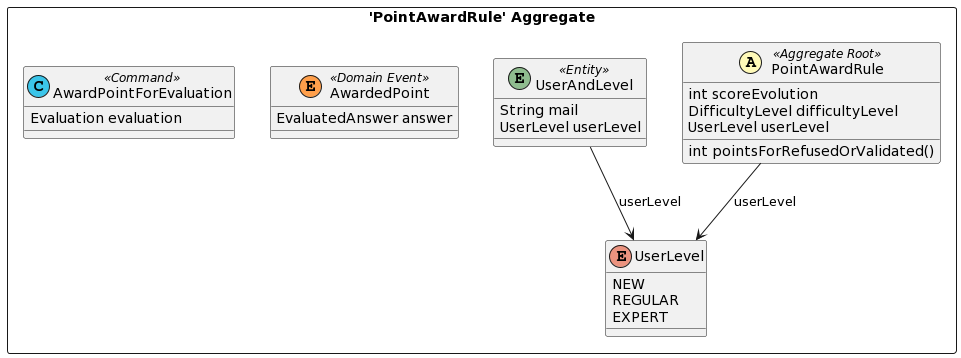 'PointAwardRule' Aggregate
C «Command»
AwardPointForEvaluation
Evaluation evaluation
E «Domain Event»
AwardedPoint
EvaluatedAnswer answer
E «Entity»
UserAndLevel
String mail
UserLevel userLevel
A «Aggregate Root»
PointAwardRule
int scoreEvolution
DifficultyLevel difficultyLevel
UserLevel userLevel
int pointsForRefusedOrValidated()
userLevel
userLevel
E UserLevel
NEW
REGULAR
EXPERT